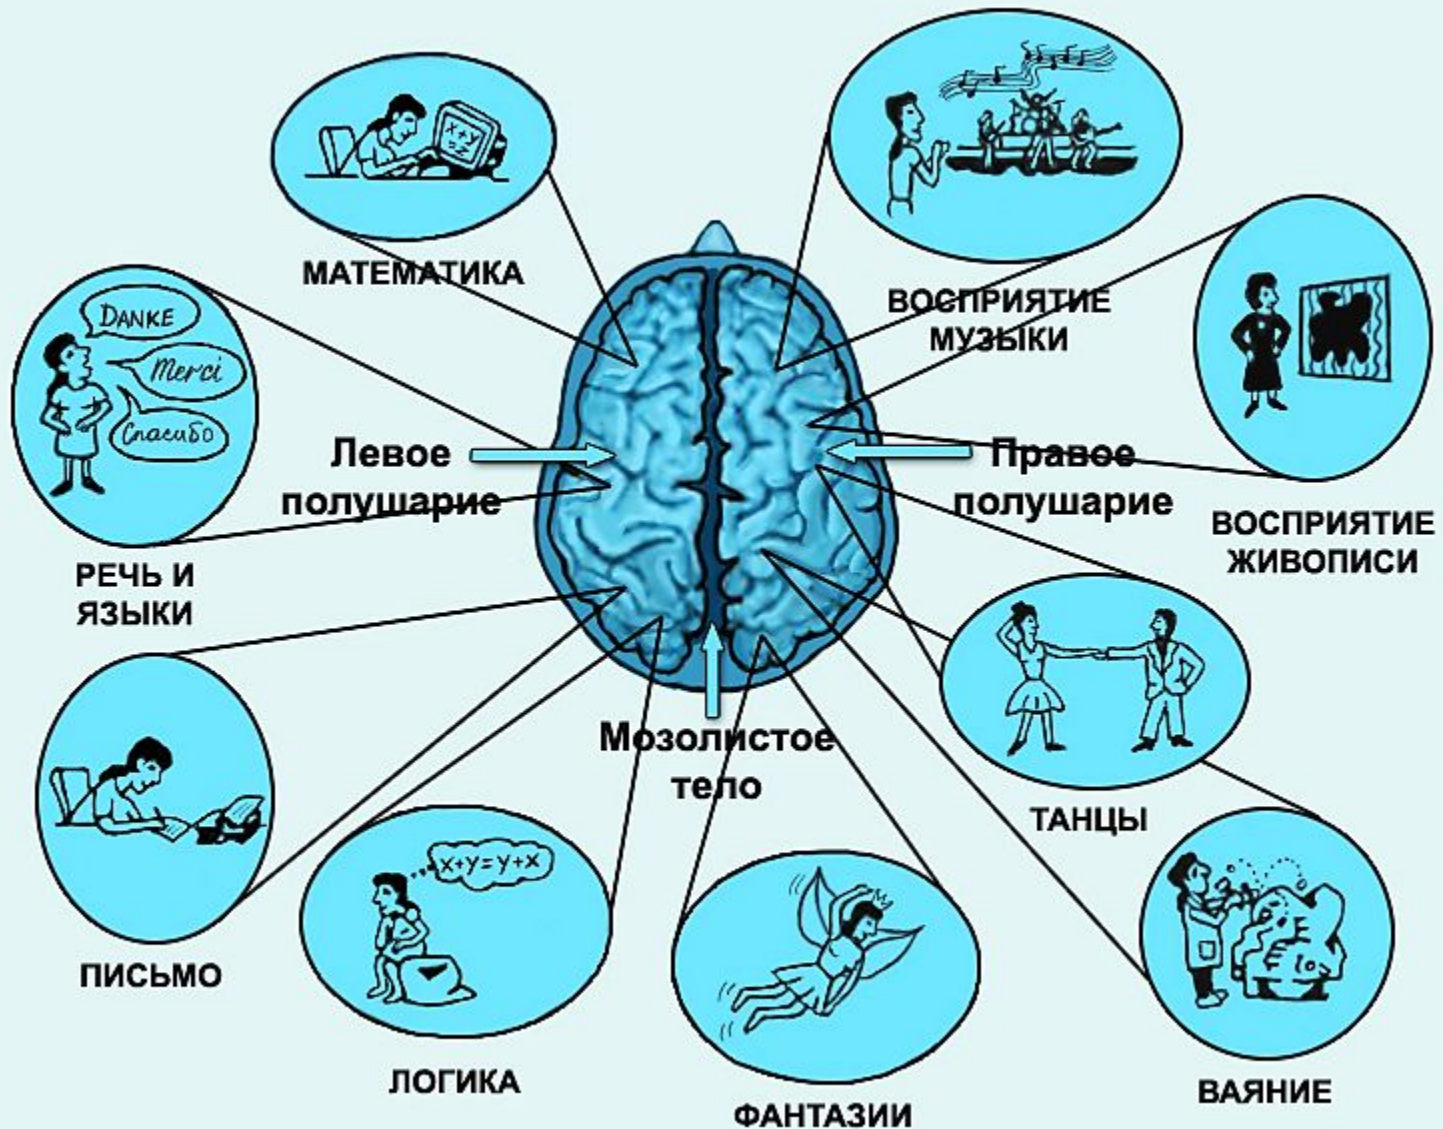 X+Y
=Z
МАТЕМАТИКА
ВОСПРИЯТИЕ
МУЗЫКИ
DANKE
Merci
Спасибо
РЕЧЬ И
ЯЗЫКИ
Левое
полушарие
Правое
полушарие
ВОСПРИЯТИЕ
ЖИВОПИСИ
Мозолистое
тело
ТАНЦЫ
ПИСЬМО
X+Y=Y+X
ЛОГИКА
ФАНТАЗИИ
ВАЯНИЕ